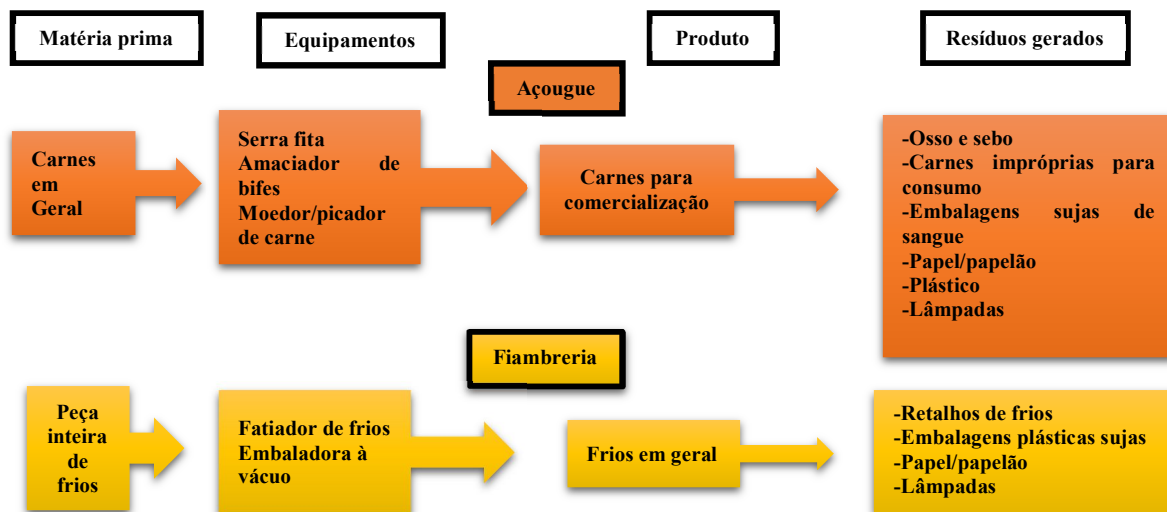 Matéria prima
Equipamentos
Produto
Resíduos gerados
Açougue
Carnes
em
Geral
Serra fita
Amaciador de
bifes
Moedor/picador
de carne
Carnes para
comercialização
-Osso e sebo
-Carnes impróprias para
consumo
-Embalagens sujas de
sangue
-Papel/papelão
-Plástico
-Lâmpadas
Fiambreria
Peça
inteira
de
frios
Fatiador de frios
Embaladora à
vácuo
Frios em geral
-Retalhos de frios
-Embalagens plásticas sujas
-Papel/papelão
-Lâmpadas